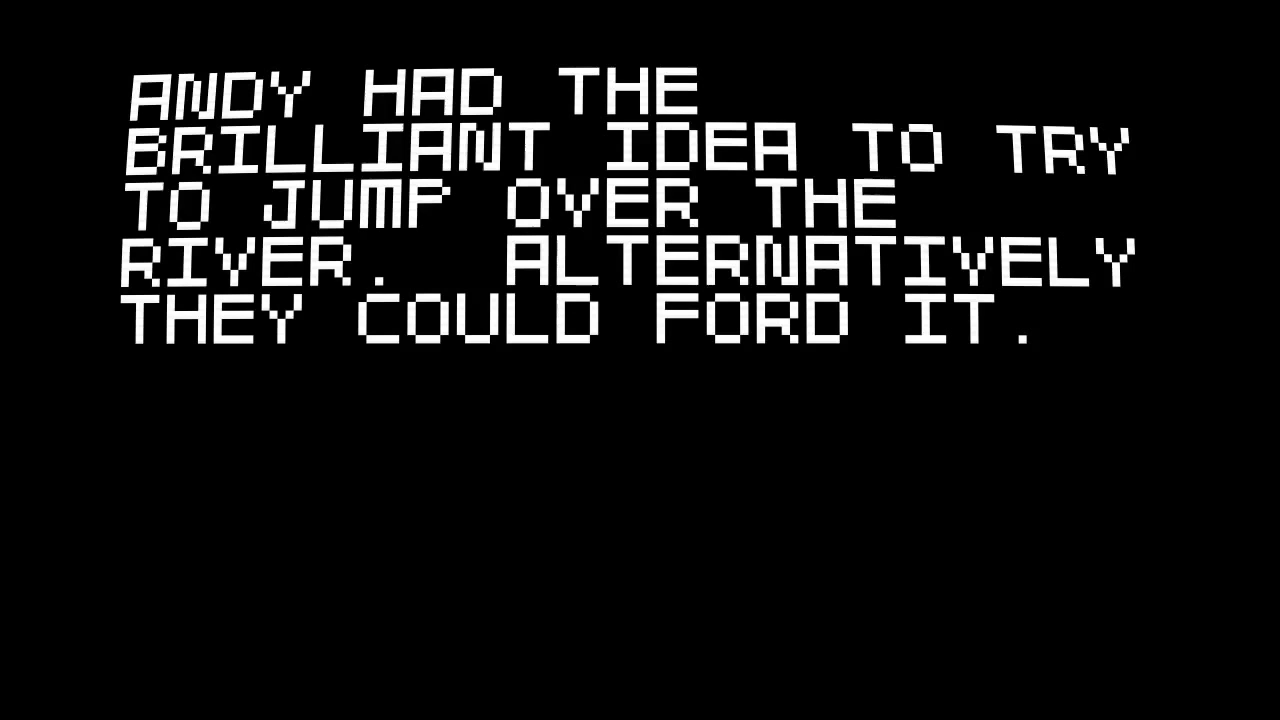 ANDY HAD THE
BRILLIANT IDEA TO TRY
TO JUMP OVER THE
RIVER.  ALTERNATIVELY
THEY COULD FORD IT.